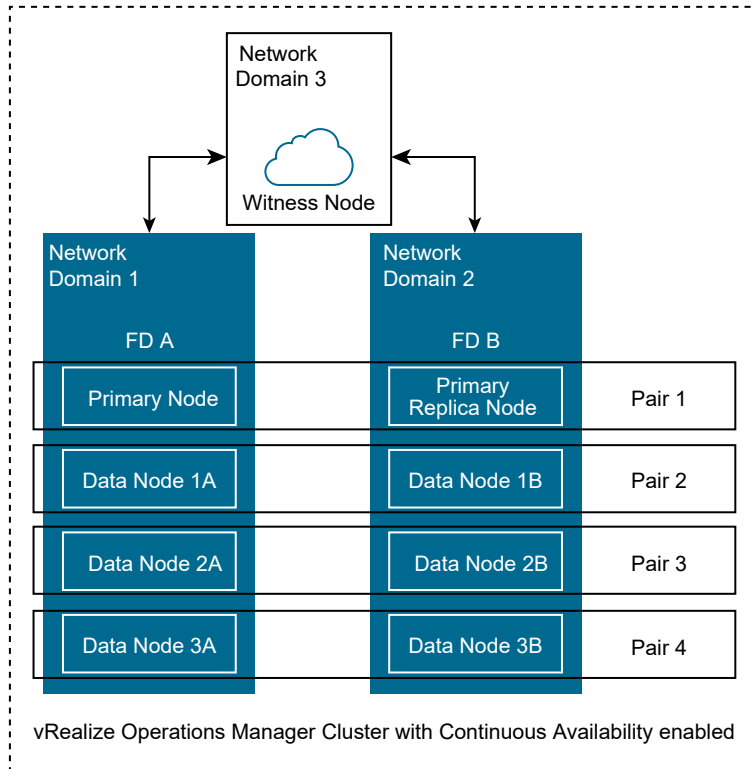 Network
Domain 3
Witness Node
Network
Domain 1
Network
Domain 2
FD A
FD B
Primary Node
Primary
Replica Node
Pair 1
Data Node 1A
Data Node 1B
Pair 2
Data Node 2A
Data Node 2B
Pair 3
Data Node 3A
Data Node 3B
Pair 4
vRealize Operations Manager Cluster with Continuous Availability enabled